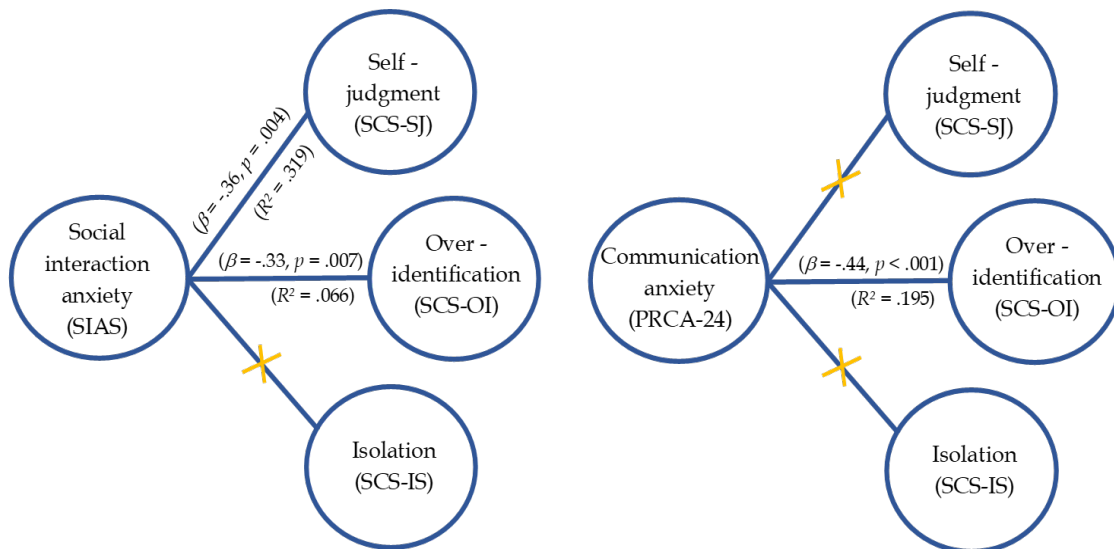 Self -
judgment
(SCS-SJ)
(β = -.36, p = .004)
(R² = .319)
Social
interaction
anxiety
(SIAS)
(β = -.33, p = .007)
(R² = .066)
Over -
identification
(SCS-OI)
Isolation
(SCS-IS)
Self -
judgment
(SCS-SJ)
Communication
anxiety
(PRCA-24)
(β = -.44, p < .001)
(R² = .195)
Over -
identification
(SCS-OI)
Isolation
(SCS-IS)